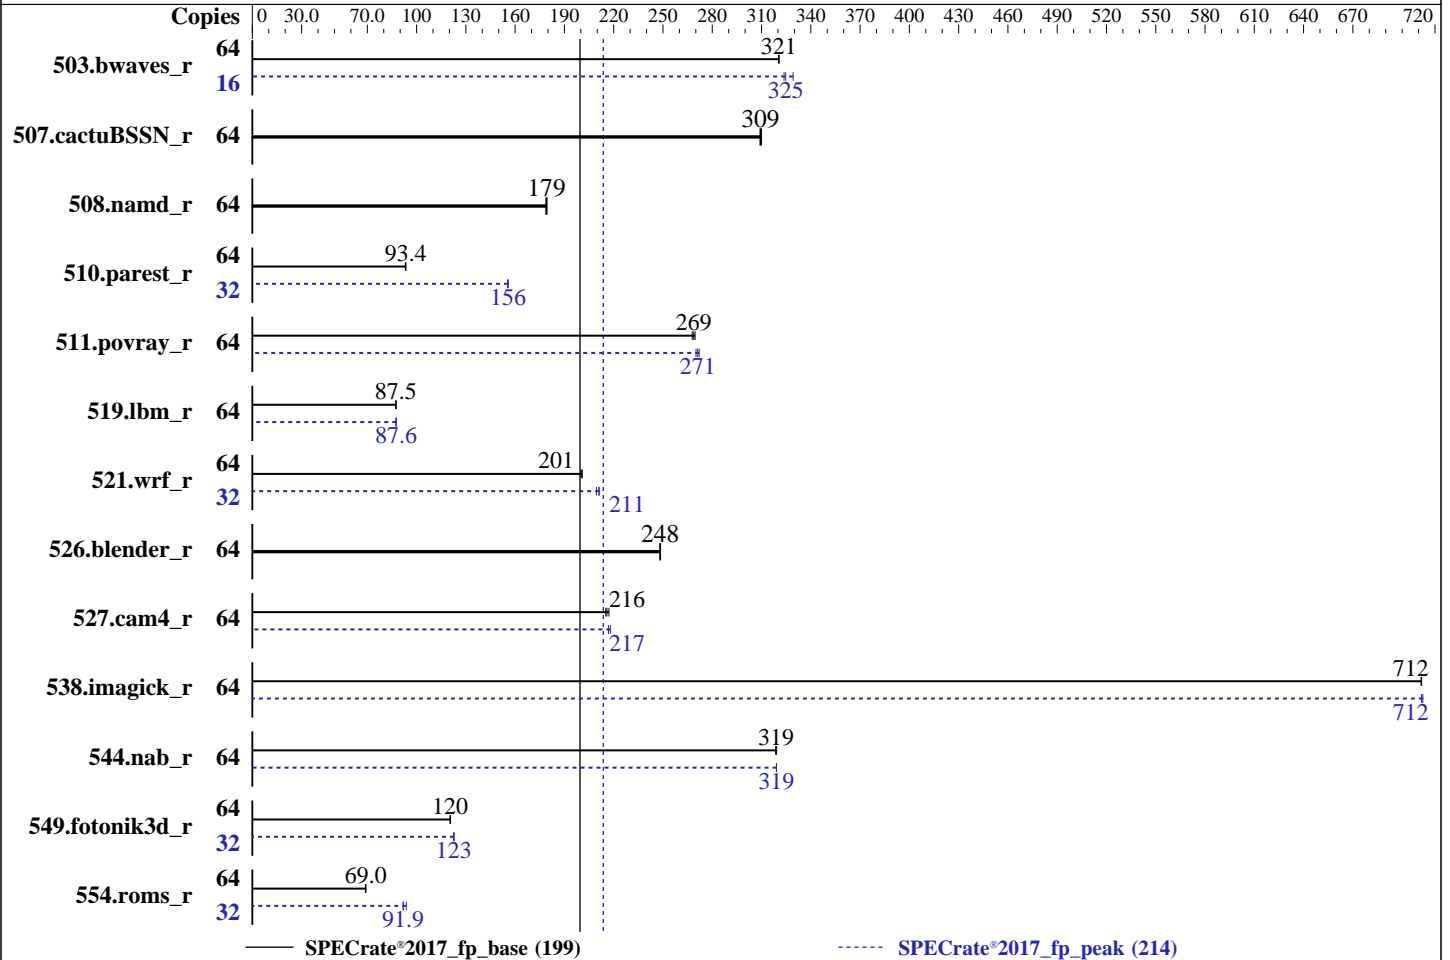 Copies 0 30.0 70.0 100 130 160 190 220 250 280 310 340 370 400 430 460 490 520 550 580 610 640 670 720
503.bwaves_r 64 321
16 325
507.cactuBSSN_r 64 309
508.namd_r 64 179
510.parest_r 64 93.4
32 156
511.povray_r 64 269
271
519.lbm_r 64 87.5
87.6
521.wrf_r 64 201
32 211
526.blender_r 64 248
527.cam4_r 64 216
217
538.imagick_r 64 712
712
544.nab_r 64 319
319
549.fotonik3d_r 64 120
32 123
554.roms_r 64 69.0
32 91.9
SPECrate®2017_fp_base (199) SPECrate®2017_fp_peak (214)